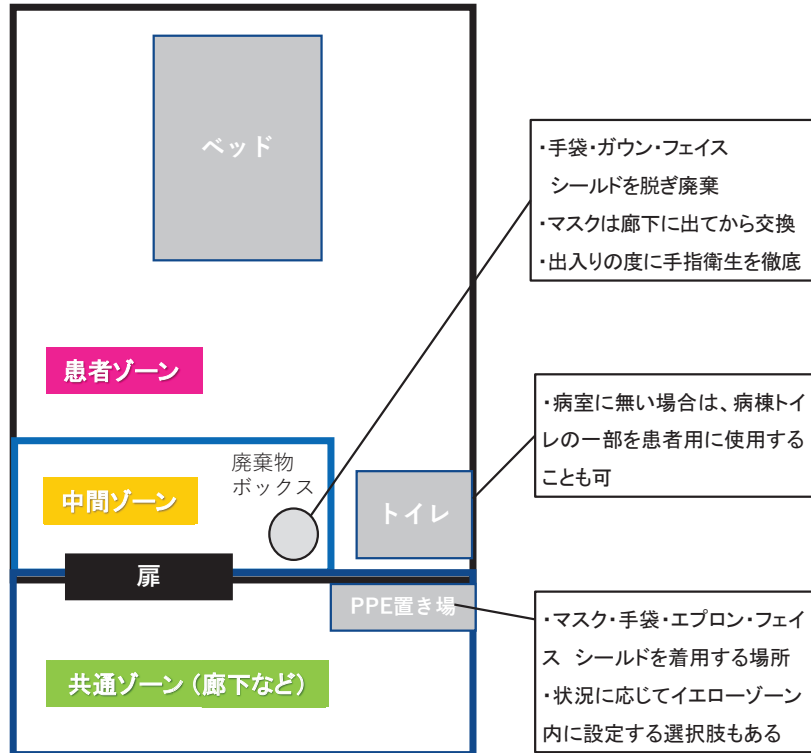 ベッド
・手袋・ガウン・フェイス
シールドを脱ぎ廃棄
・マスクは廊下に出てから交換
・出入りの度に手指衛生を徹底
患者ゾーン
・病室に無い場合は、病棟トイ
レの一部を患者用に使用する
ことも可
廃棄物
ボックス
中間ゾーン
トイレ
扉
PPE置き場
・マスク・手袋・エプロン・フェイ
ス シールドを着用する場所
・状況に応じてイエローゾーン
内に設定する選択肢もある
共通ゾーン（廊下など）